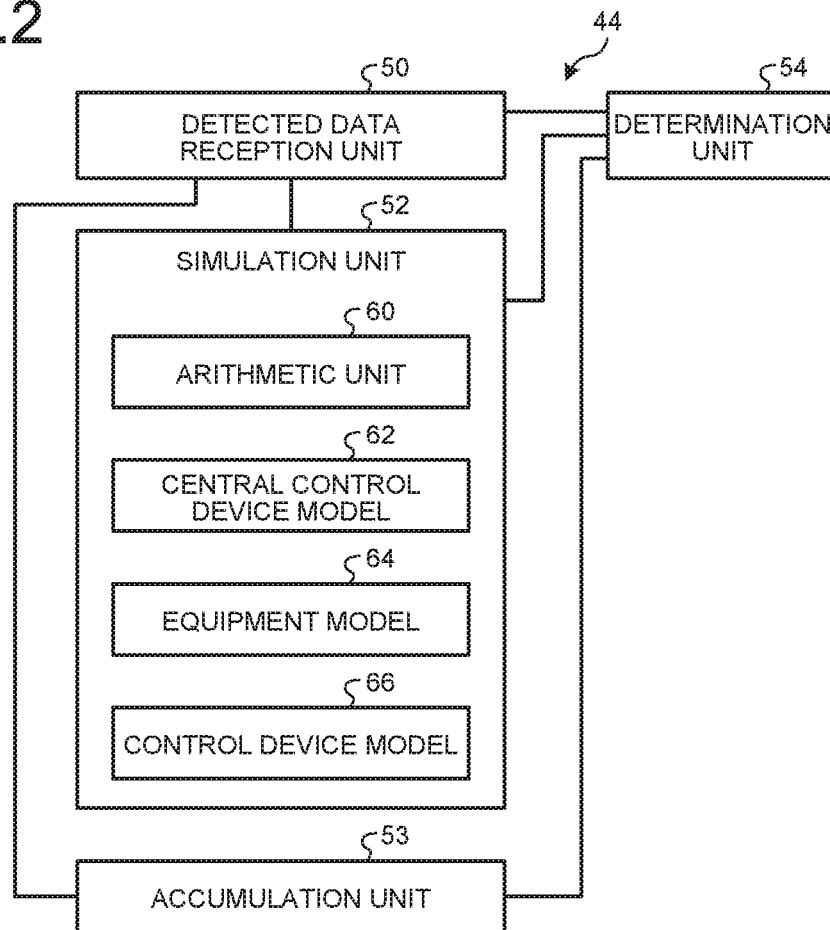 .2
44
50
DETECTED DATA
RECEPTION UNIT
54
DETERMINATION
UNIT
52
SIMULATION UNIT
60
ARITHMETIC UNIT
62
CENTRAL CONTROL
DEVICE MODEL
64
EQUIPMENT MODEL
66
CONTROL DEVICE MODEL
53
ACCUMULATION UNIT